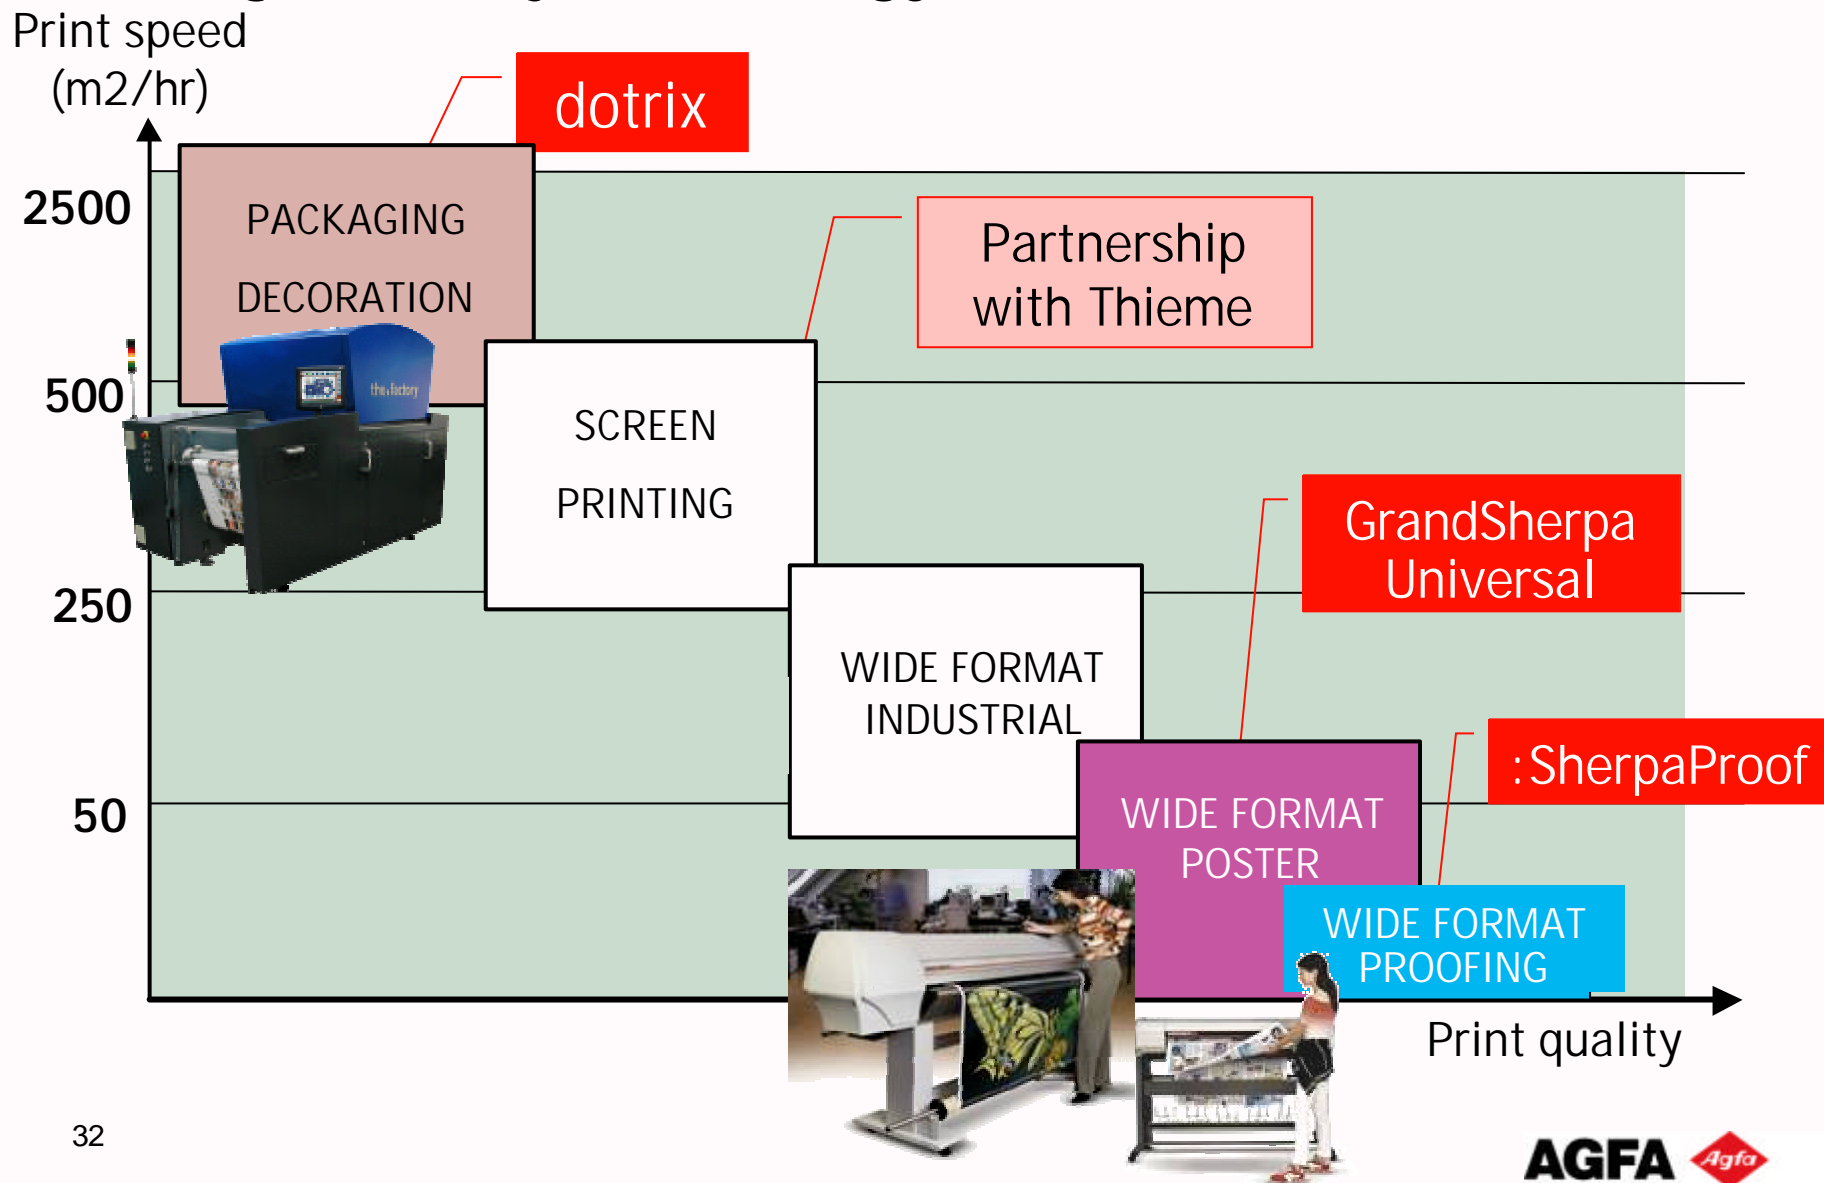 Print speed
(m2/hr)
dotrix
2500
PACKAGING
DECORATION
Partnership
with Thieme
500
SCREEN
PRINTING
GrandSherpa
Universal
250
WIDE FORMAT
INDUSTRIAL
:SherpaProof
50
WIDE FORMAT
POSTER
WIDE FORMAT
PROOFING
Print quality
32
AGFA
Agfa